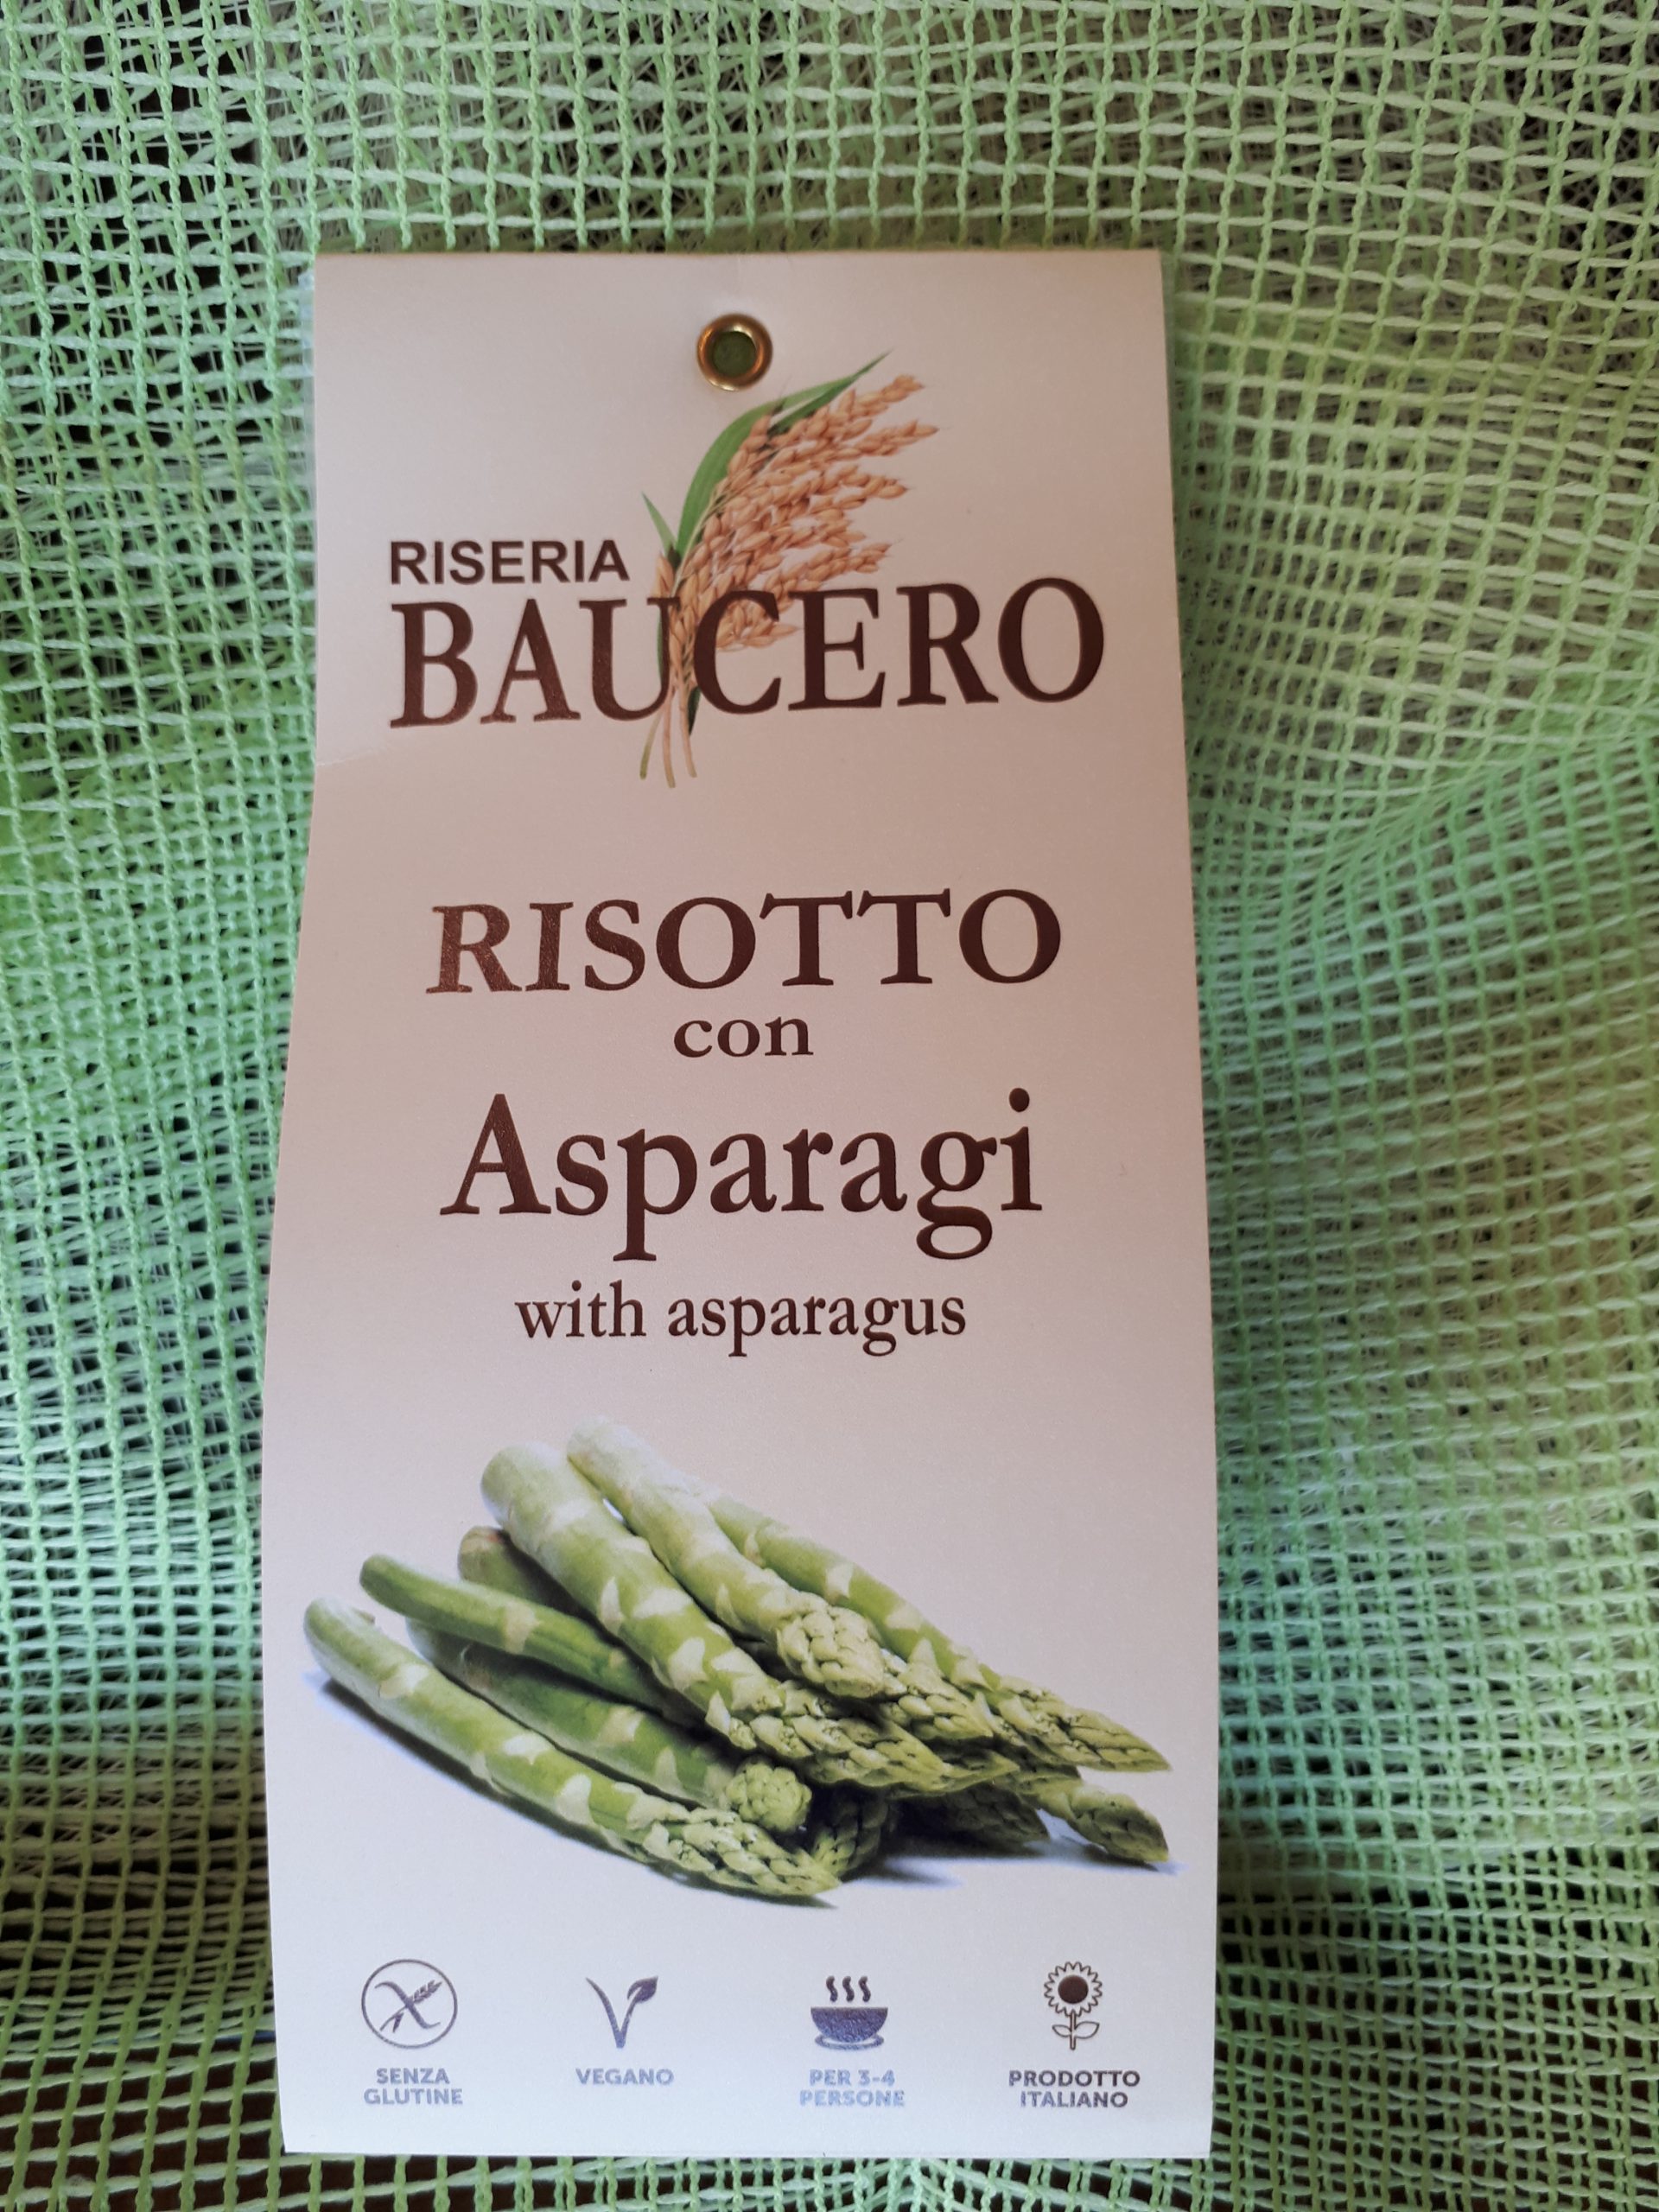 RISERIA
BAUCERO
RISOTTO
con
Asparagi
with asparagus
SENZA
GLUTINE
VEGANO
PER 3-4
PERSONE
PRODOTTO
ITALIANO